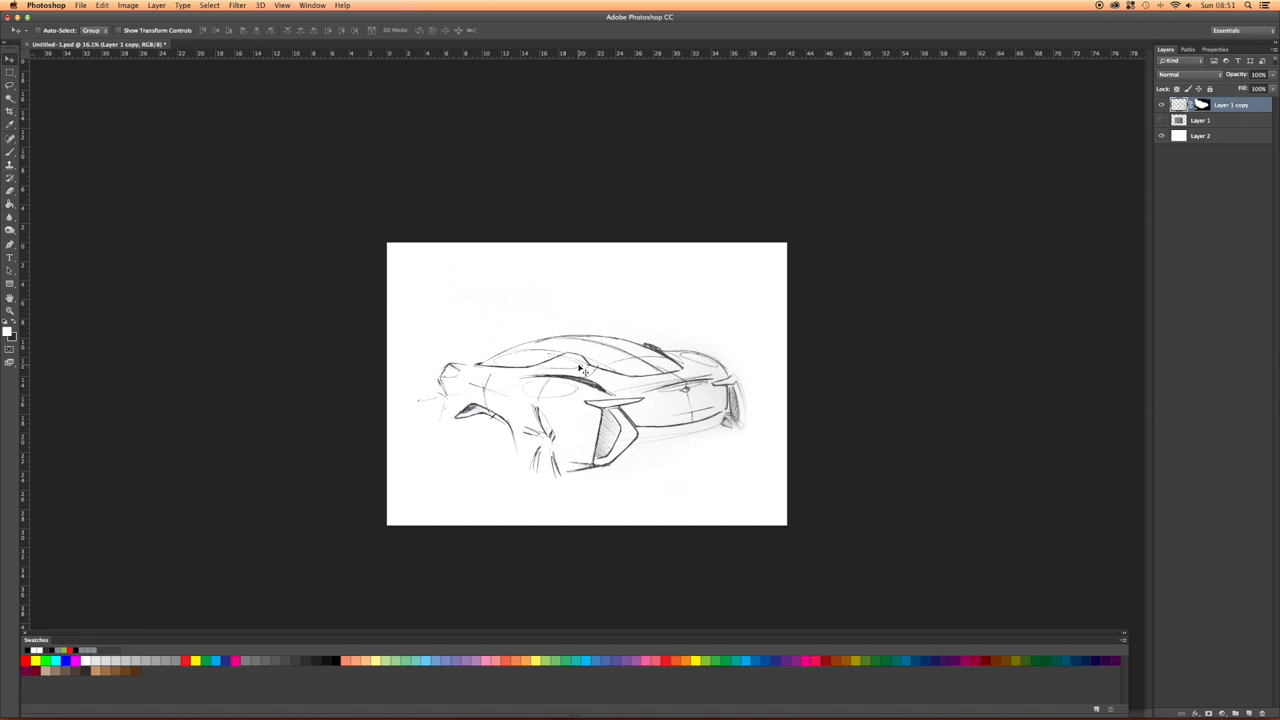 Photoshop File Edit Image Layer Type Select Filter 3D View Window Help Sun 08:51
Adobe Photoshop CC
Auto-Select: Group Show Transform Controls 3D Mode: Essentials
Untitled-1.psd @ 16.1% (Layer 1 copy, RGB/8) *
Layers Paths Properties
Kind
Normal Opacity: 100%
Lock: Fill: 100%
Layer 1 copy
Layer 1
Layer 2
Swatches